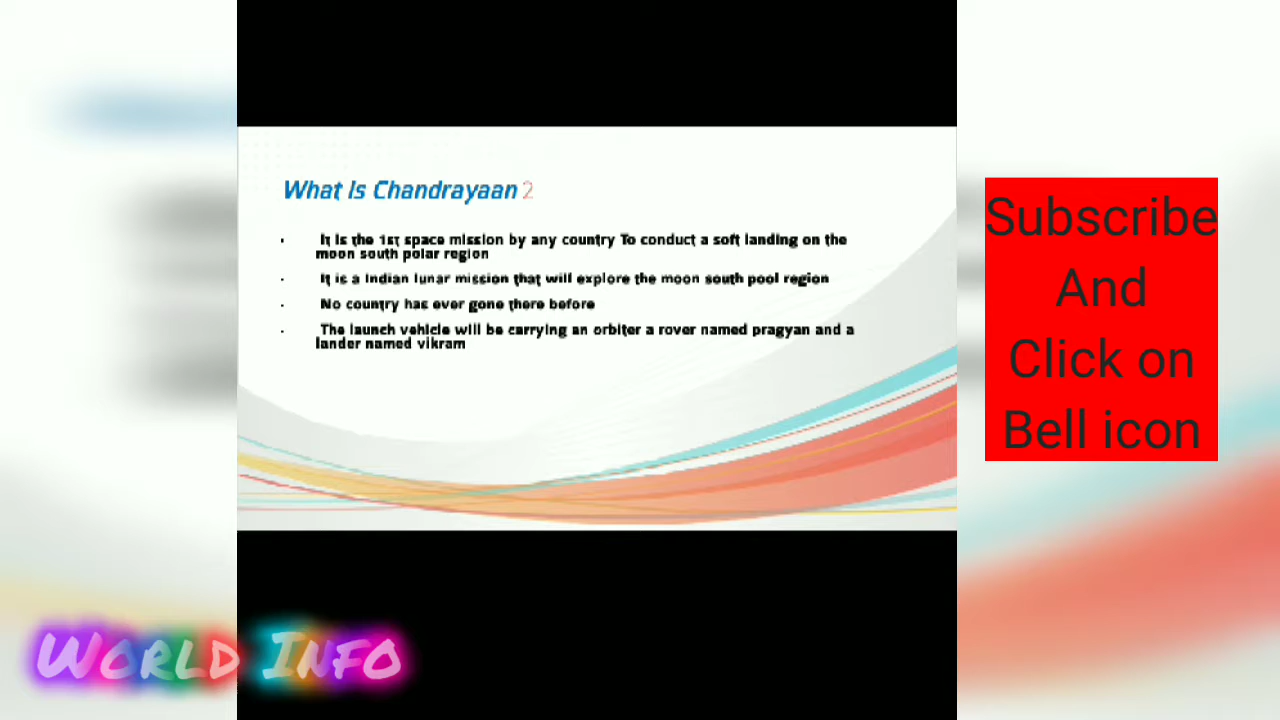 What Is Chandrayaan 2
It is the 1st space mission by any country To conduct a soft landing on the
moon south polar region
It is a Indian lunar mission that will explore the moon south pool region
No country has ever gone there before
The launch vehicle will be carrying an orbiter a rover named pragyan and a
lander named vikram
Subscribe
And
Click on
Bell icon
World Info